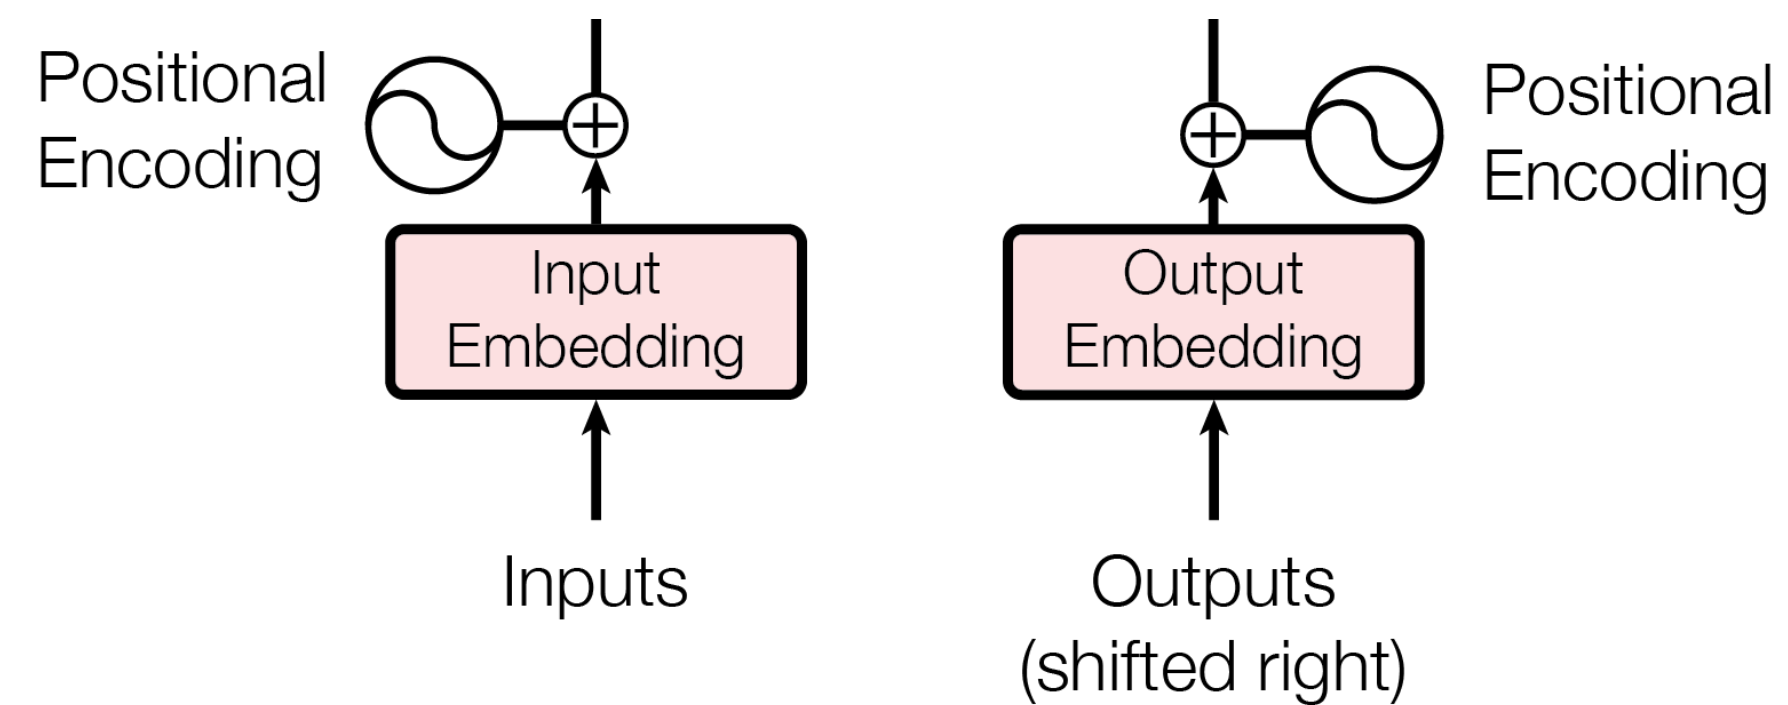 Positional
Encoding
Input
Embedding
Inputs
Output
Embedding
Outputs
(shifted right)
Positional
Encoding